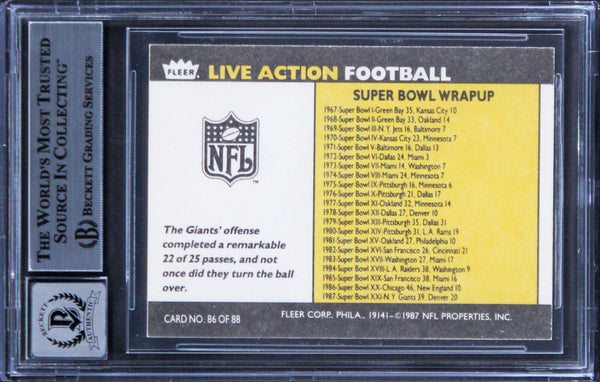 THE WORLD'S MOST TRUSTED
SOURCE IN COLLECTING™
BECKETT GRADING SERVICES
BECKETT
AUTHENTIC
FLEER
LIVE ACTION FOOTBALL
NFL
™
The Giants' offense
completed a remarkable
22 of 25 passes, and not
once did they turn the ball
over.
SUPER BOWL WRAPUP
1967-Super Bowl I-Green Bay 35, Kansas City 10
1968-Super Bowl II-Green Bay 33, Oakland 14
1969-Super Bowl III-N.Y. Jets 16, Baltimore 7
1970-Super Bowl IV-Kansas City 23, Minnesota 7
1971-Super Bowl V-Baltimore 16, Dallas 13
1972-Super Bowl VI-Dallas 24, Miami 3
1973-Super Bowl VII-Miami 14, Washington 7
1974-Super Bowl VIII-Miami 24, Minnesota 7
1975-Super Bowl IX-Pittsburgh 16, Minnesota 6
1976-Super Bowl X-Pittsburgh 21, Dallas 17
1977-Super Bowl XI-Oakland 32, Minnesota 14
1978-Super Bowl XII-Dallas 27, Denver 10
1979-Super Bowl XIII-Pittsburgh 35, Dallas 31
1980-Super Bowl XIV-Pittsburgh 31, L.A. Rams 19
1981-Super Bowl XV-Oakland 27, Philadelphia 10
1982-Super Bowl XVI-San Francisco 26, Cincinnati 21
1983-Super Bowl XVII-Washington 27, Miami 17
1984-Super Bowl XVIII-L.A. Raiders 38, Washington 9
1985-Super Bowl XIX-San Francisco 38, Miami 16
1986-Super Bowl XX-Chicago 46, New England 10
1987-Super Bowl XXI-N.Y. Giants 39, Denver 20
CARD NO. 86 OF 88
FLEER CORP., PHILA., 19141-©1987 NFL PROPERTIES, INC.